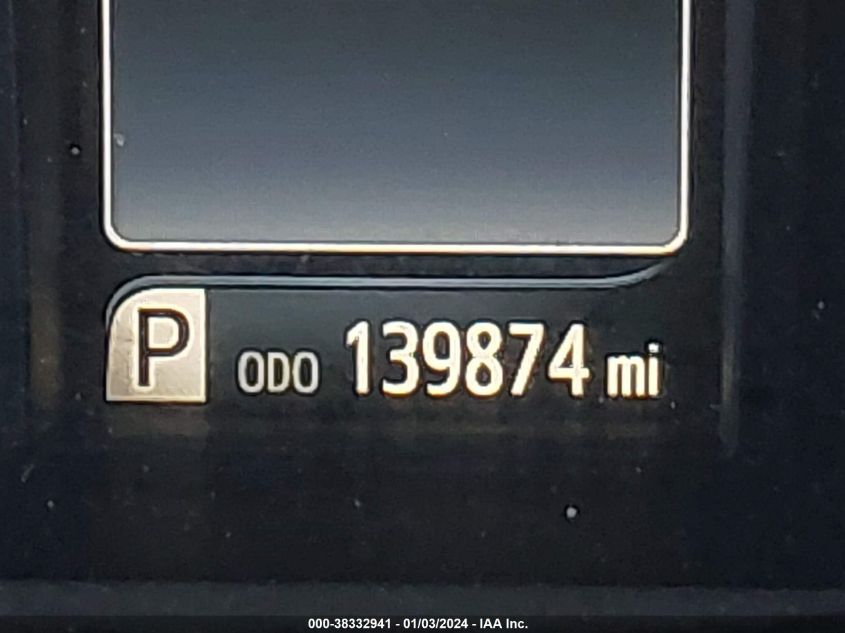 P ODO 139874 mi
000-38332941 - 01/03/2024 - IAA Inc.